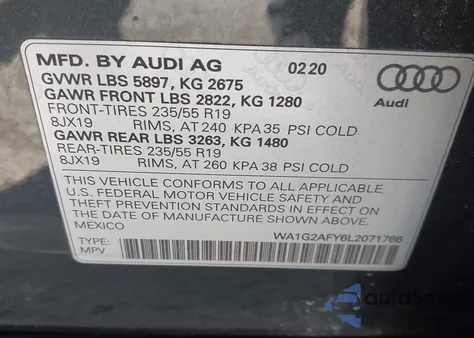 MFD. BY AUDI AG 02 20
GVWR LBS 5897, KG 2675
GAWR FRONT LBS 2822, KG 1280
FRONT-TIRES 235/55 R19
8JX19 RIMS, AT 240 KPA 35 PSI COLD
GAWR REAR LBS 3263, KG 1480
REAR-TIRES 235/55 R19
8JX19 RIMS, AT 260 KPA 38 PSI COLD
Audi
THIS VEHICLE CONFORMS TO ALL APPLICABLE
U.S. FEDERAL MOTOR VEHICLE SAFETY AND
THEFT PREVENTION STANDARDS IN EFFECT ON
THE DATE OF MANUFACTURE SHOWN ABOVE.
MEXICO
WA1G2AFY6L2071766
TYPE:
MPV